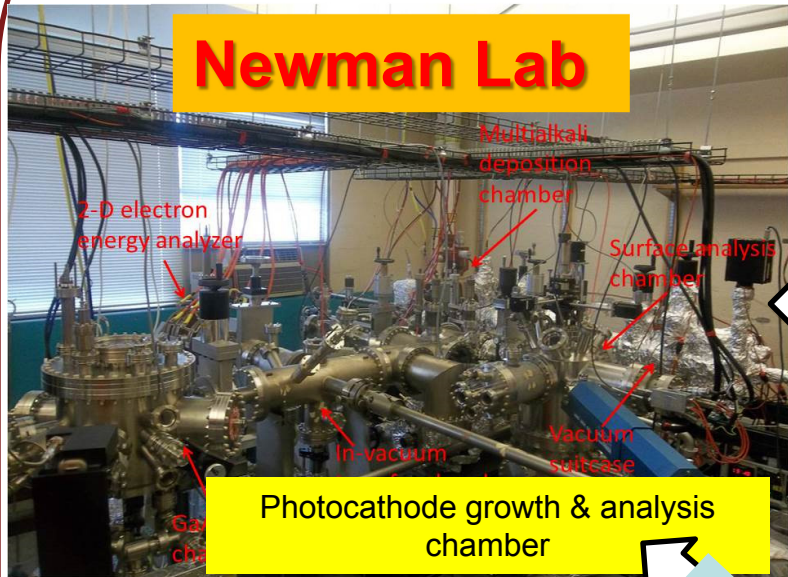 Newman Lab
Multialkali
deposition
chamber
2-D electron
energy analyzer
Surface analysis
chamber
In-vacuum
Vacuum
suitcase
Photocathode growth & analysis
chamber